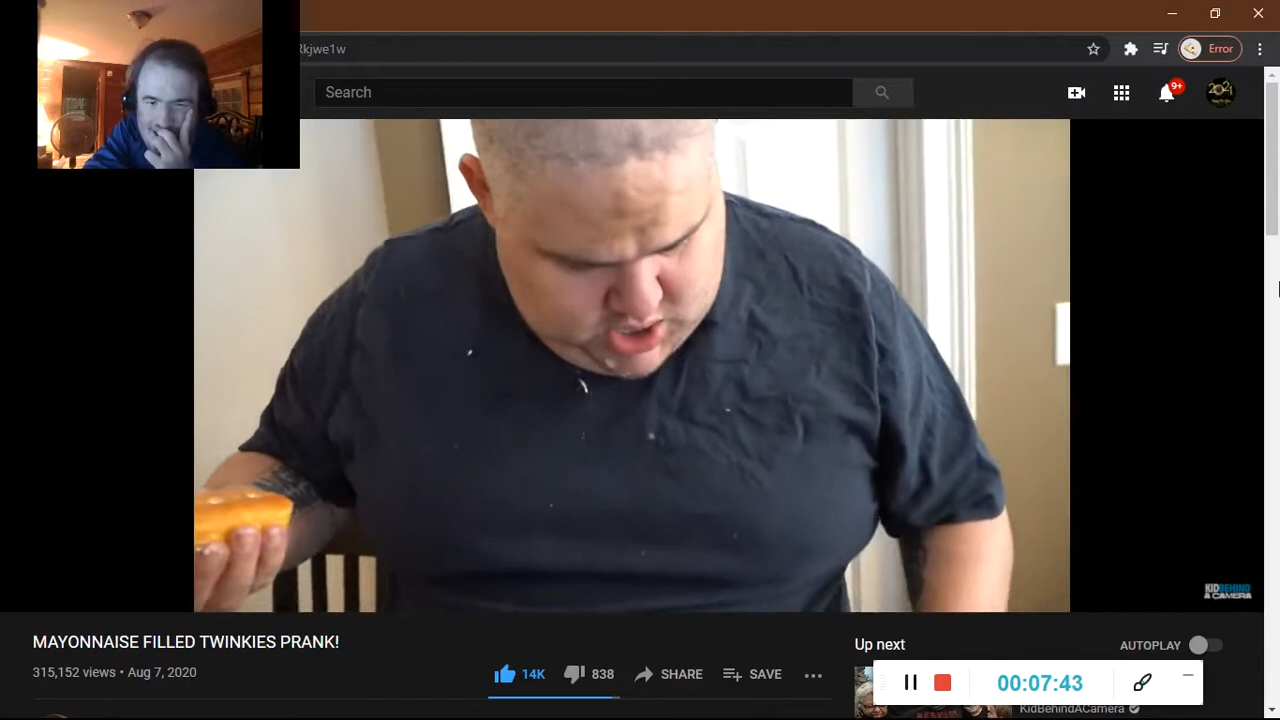 Rkjwe1w
Error
Search
9+
2021
KIDBEHIND
A CAMERA
MAYONNAISE FILLED TWINKIES PRANK!
315,152 views • Aug 7, 2020
14K
838
SHARE
SAVE
Up next
AUTOPLAY
00:07:43
KidBehindACamera